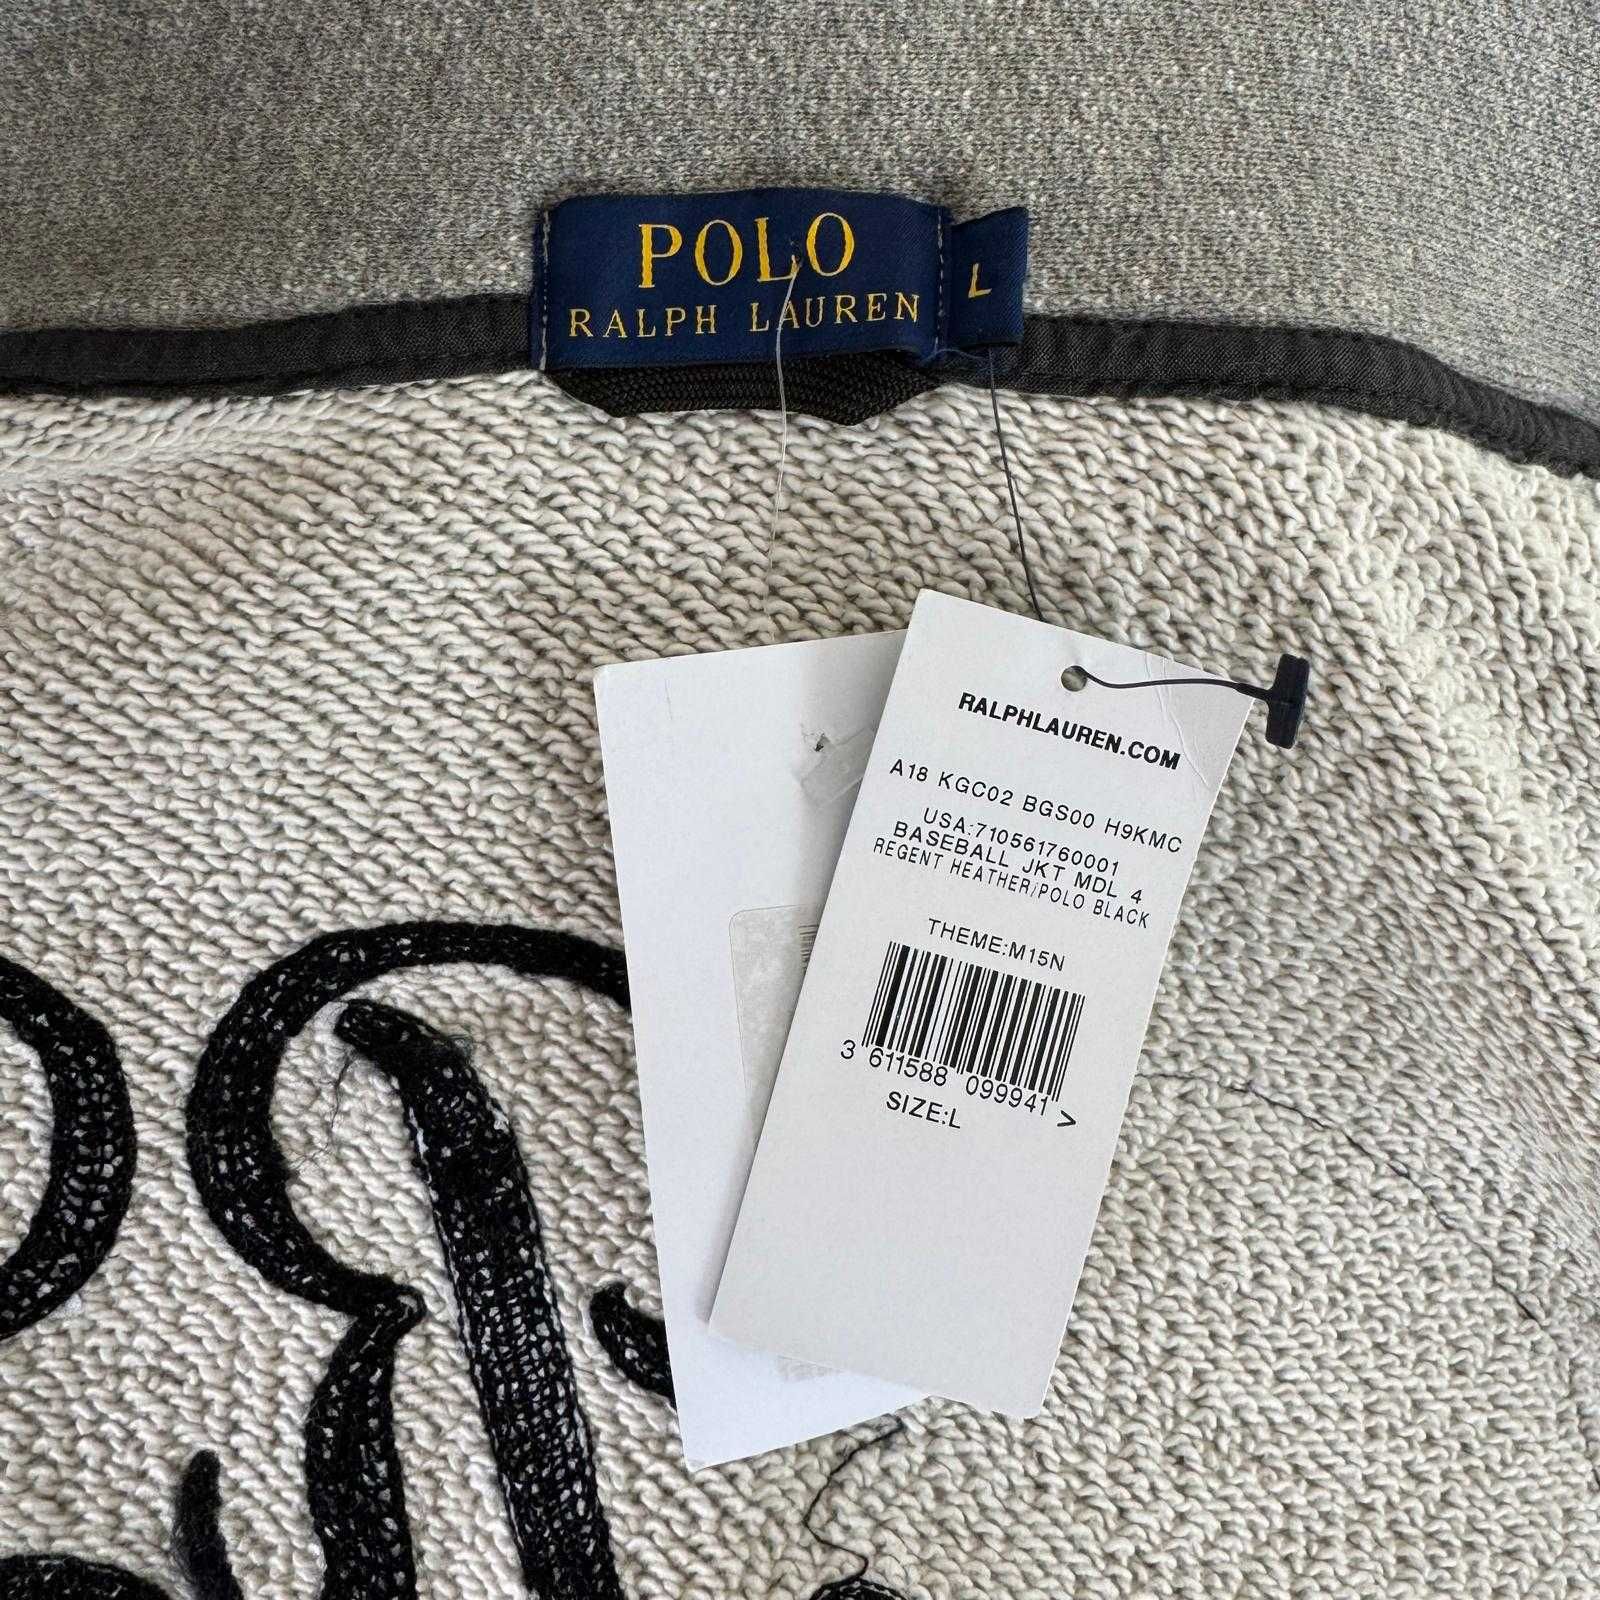 POLO
RALPH LAUREN
L
RALPHLAUREN.COM
A18 KGC02 BGS00 H9KMC
USA:710561760001
BASEBALL JKT MDL 4
REGENT HEATHER/POLO BLACK
THEME:M15N
3 611588 099941 >
SIZE:L